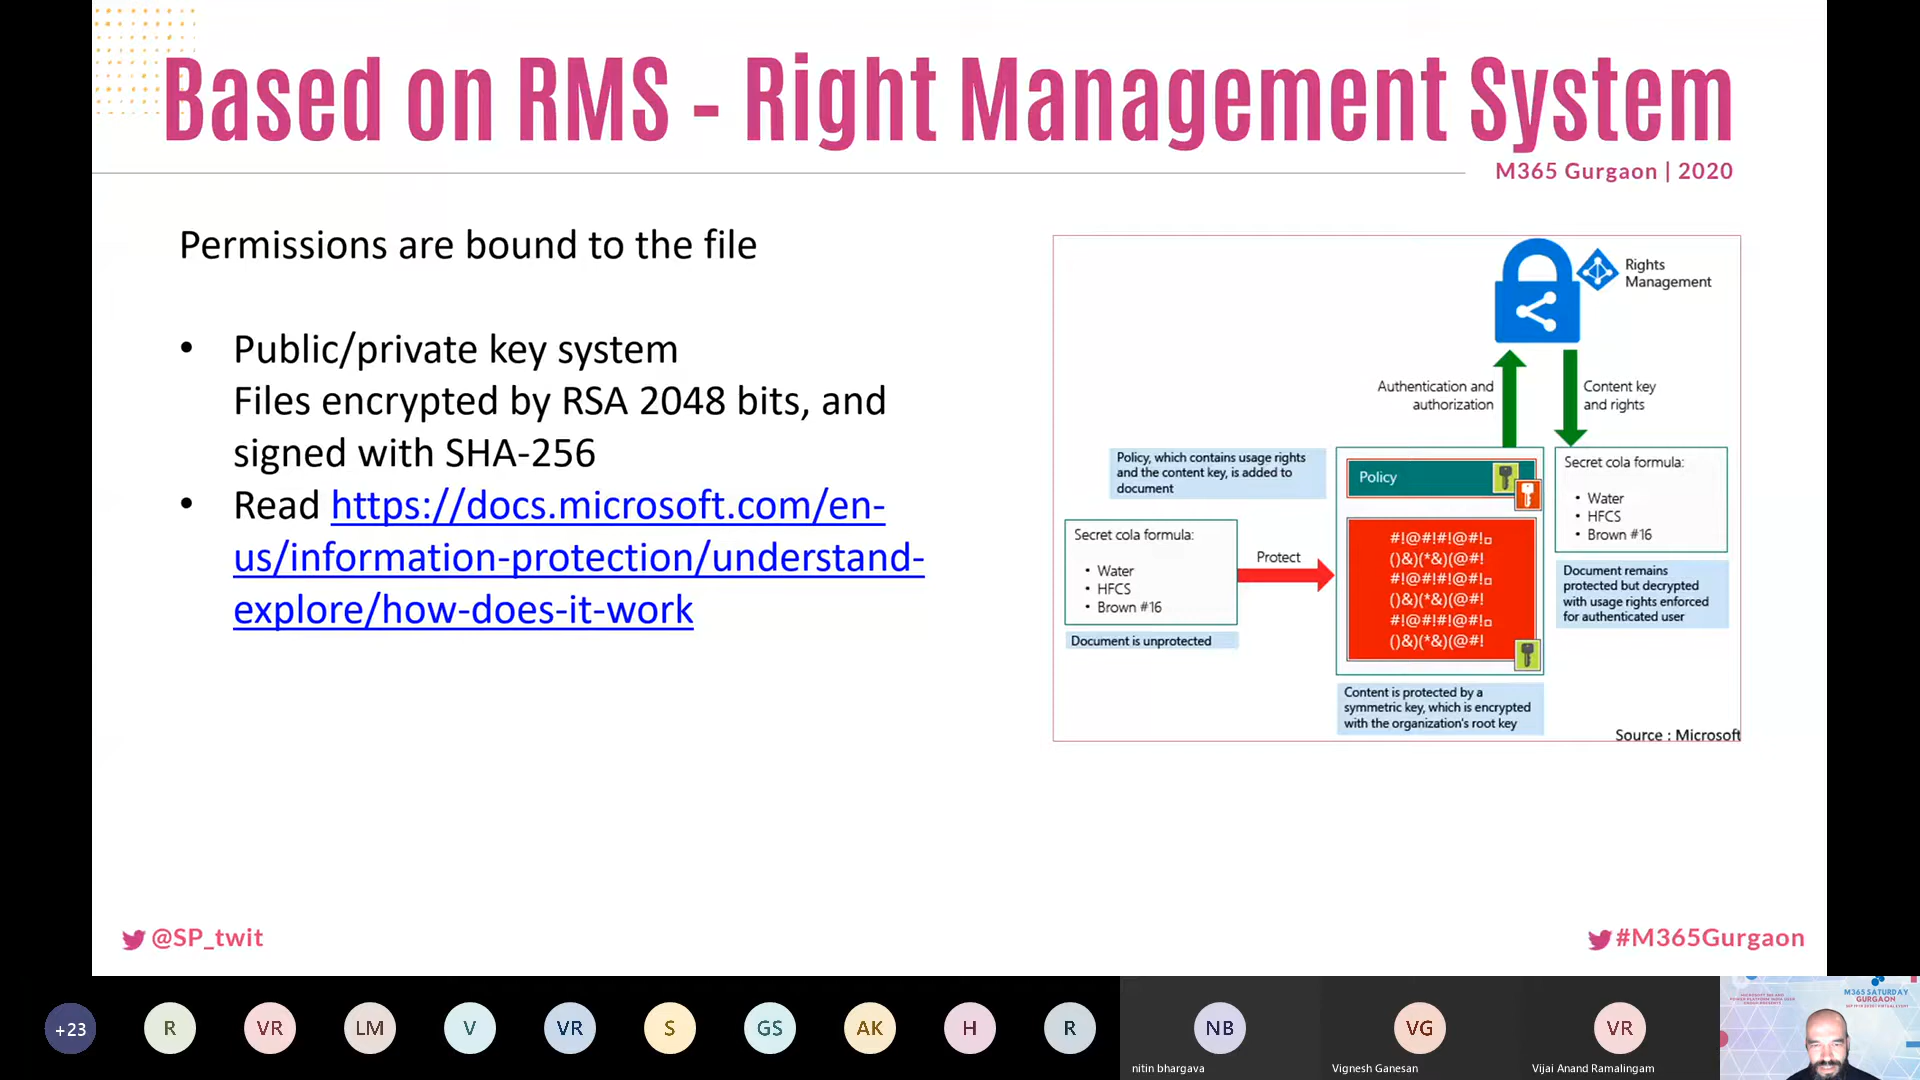 Based on RMS – Right Management System
M365 Gurgaon | 2020
Permissions are bound to the file
• Public/private key system
Files encrypted by RSA 2048 bits, and
signed with SHA-256
• Read https://docs.microsoft.com/en-
us/information-protection/understand-
explore/how-does-it-work
Rights
Management
Authentication and
authorization
Content key
and rights
Policy, which contains usage rights
and the content key, is added to
document
Policy
Secret cola formula:
• Water
• HFCS
• Brown #16
Secret cola formula:
• Water
• HFCS
• Brown #16
Protect
#!@#!#!@#!□
()&)(*&)(@#!
#!@#!#!@#!□
()&)(*&)(@#!
#!@#!#!@#!□
()&)(*&)(@#!
Document remains
protected but decrypted
with usage rights enforced
for authenticated user
Document is unprotected
Content is protected by a
symmetric key, which is encrypted
with the organization's root key
Source : Microsoft
@SP_twit
#M365Gurgaon
+23
R
VR
LM
V
VR
S
GS
AK
H
R
NB
nitin bhargava
VG
Vignesh Ganesan
VR
Vijai Anand Ramalingam
M365 SATURDAY
GURGAON